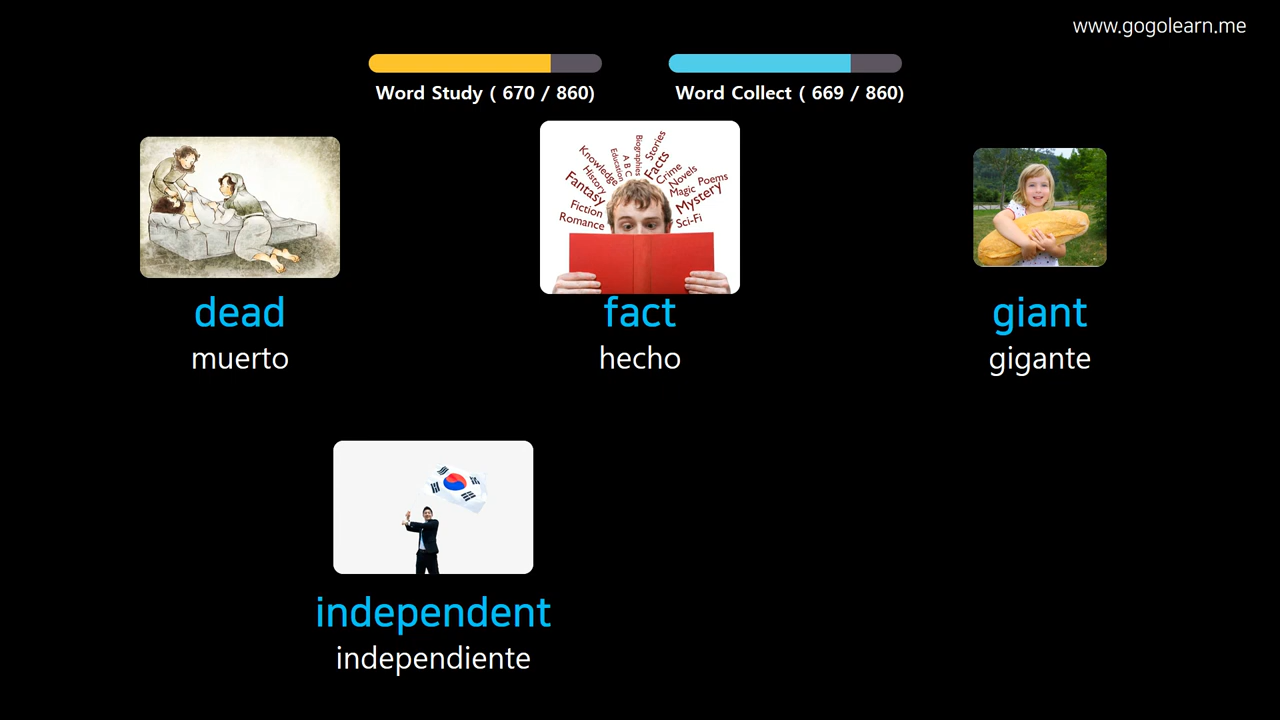 www.gogolearn.me
Word Study ( 670 / 860)
Word Collect ( 669 / 860)
Knowledge
History
Fantasy
Fiction
Romance
Education
A B C
Biographies
Stories
Facts
Crime
Novels
Magic
Poems
Mystery
Sci-Fi
dead
fact
giant
muerto
hecho
gigante
independent
independiente